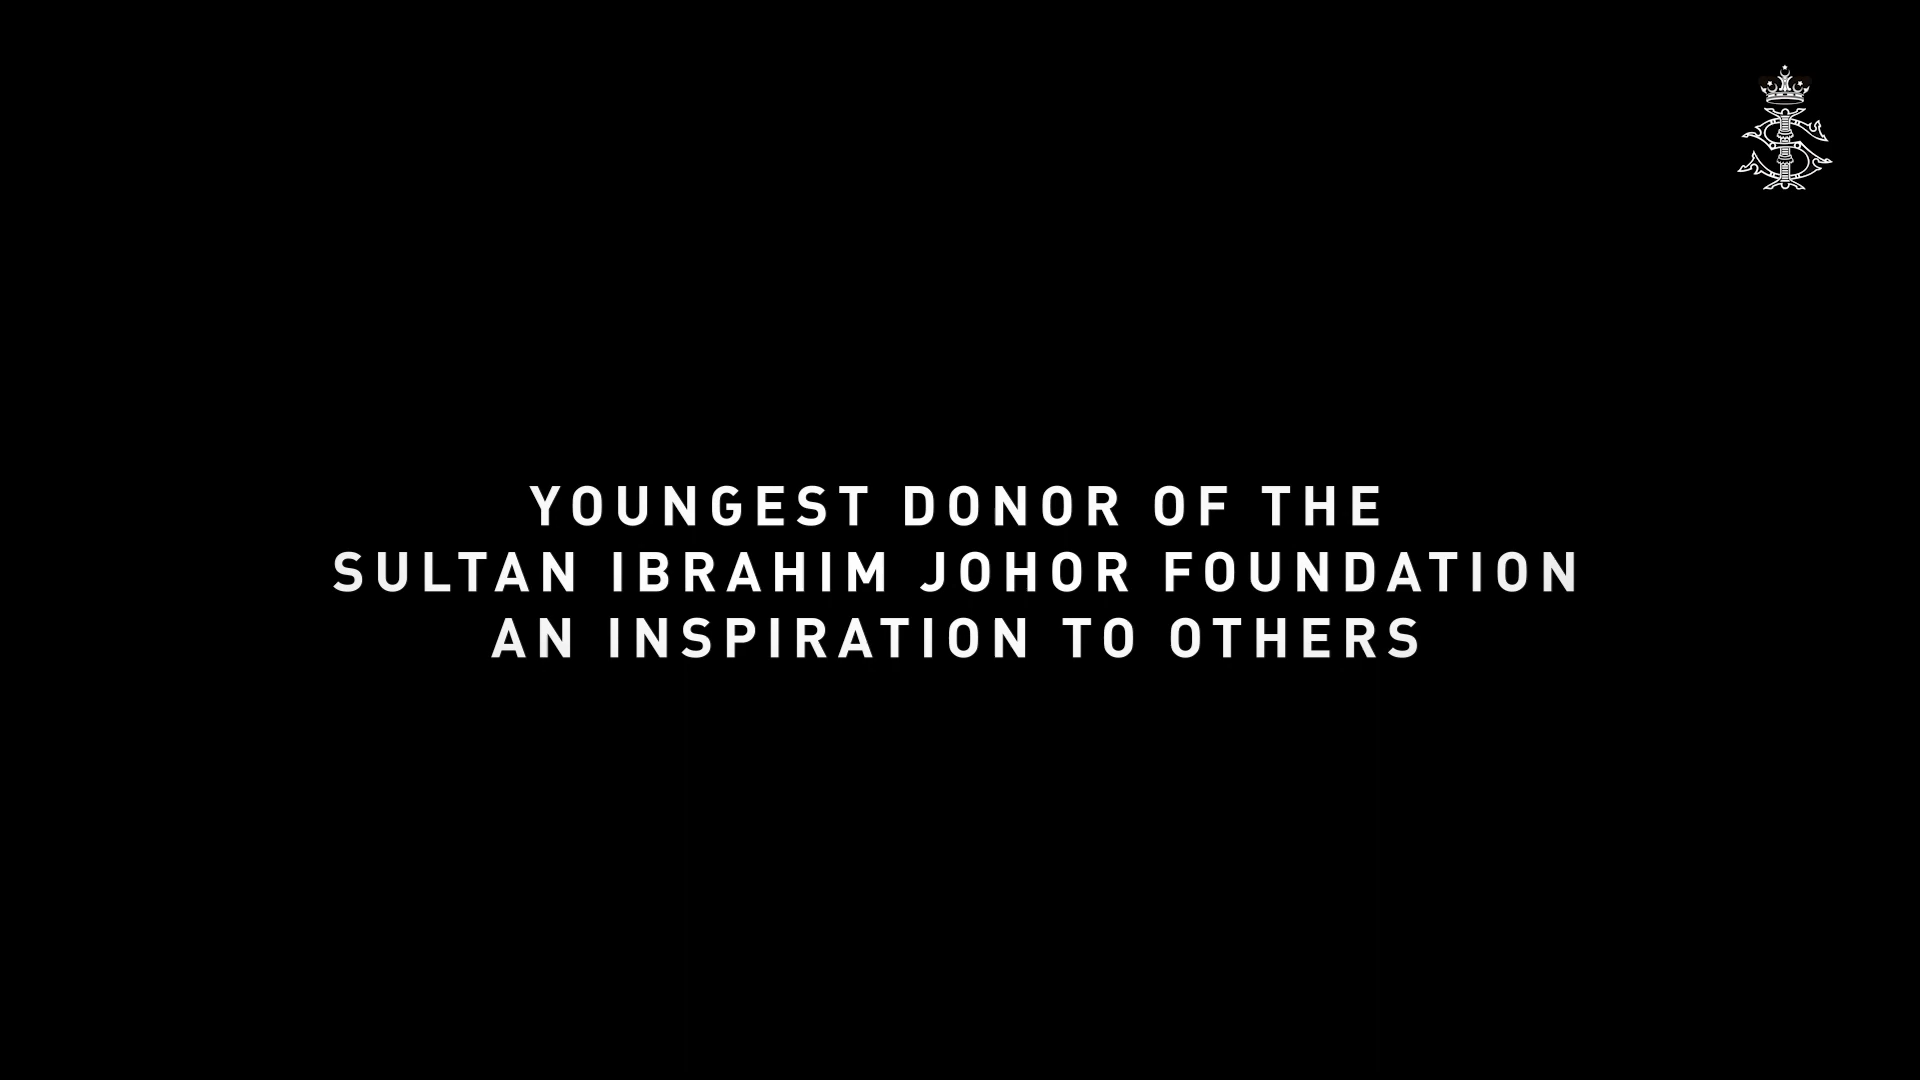 YOUNGEST DONOR OF THE
SULTAN IBRAHIM JOHOR FOUNDATION
AN INSPIRATION TO OTHERS